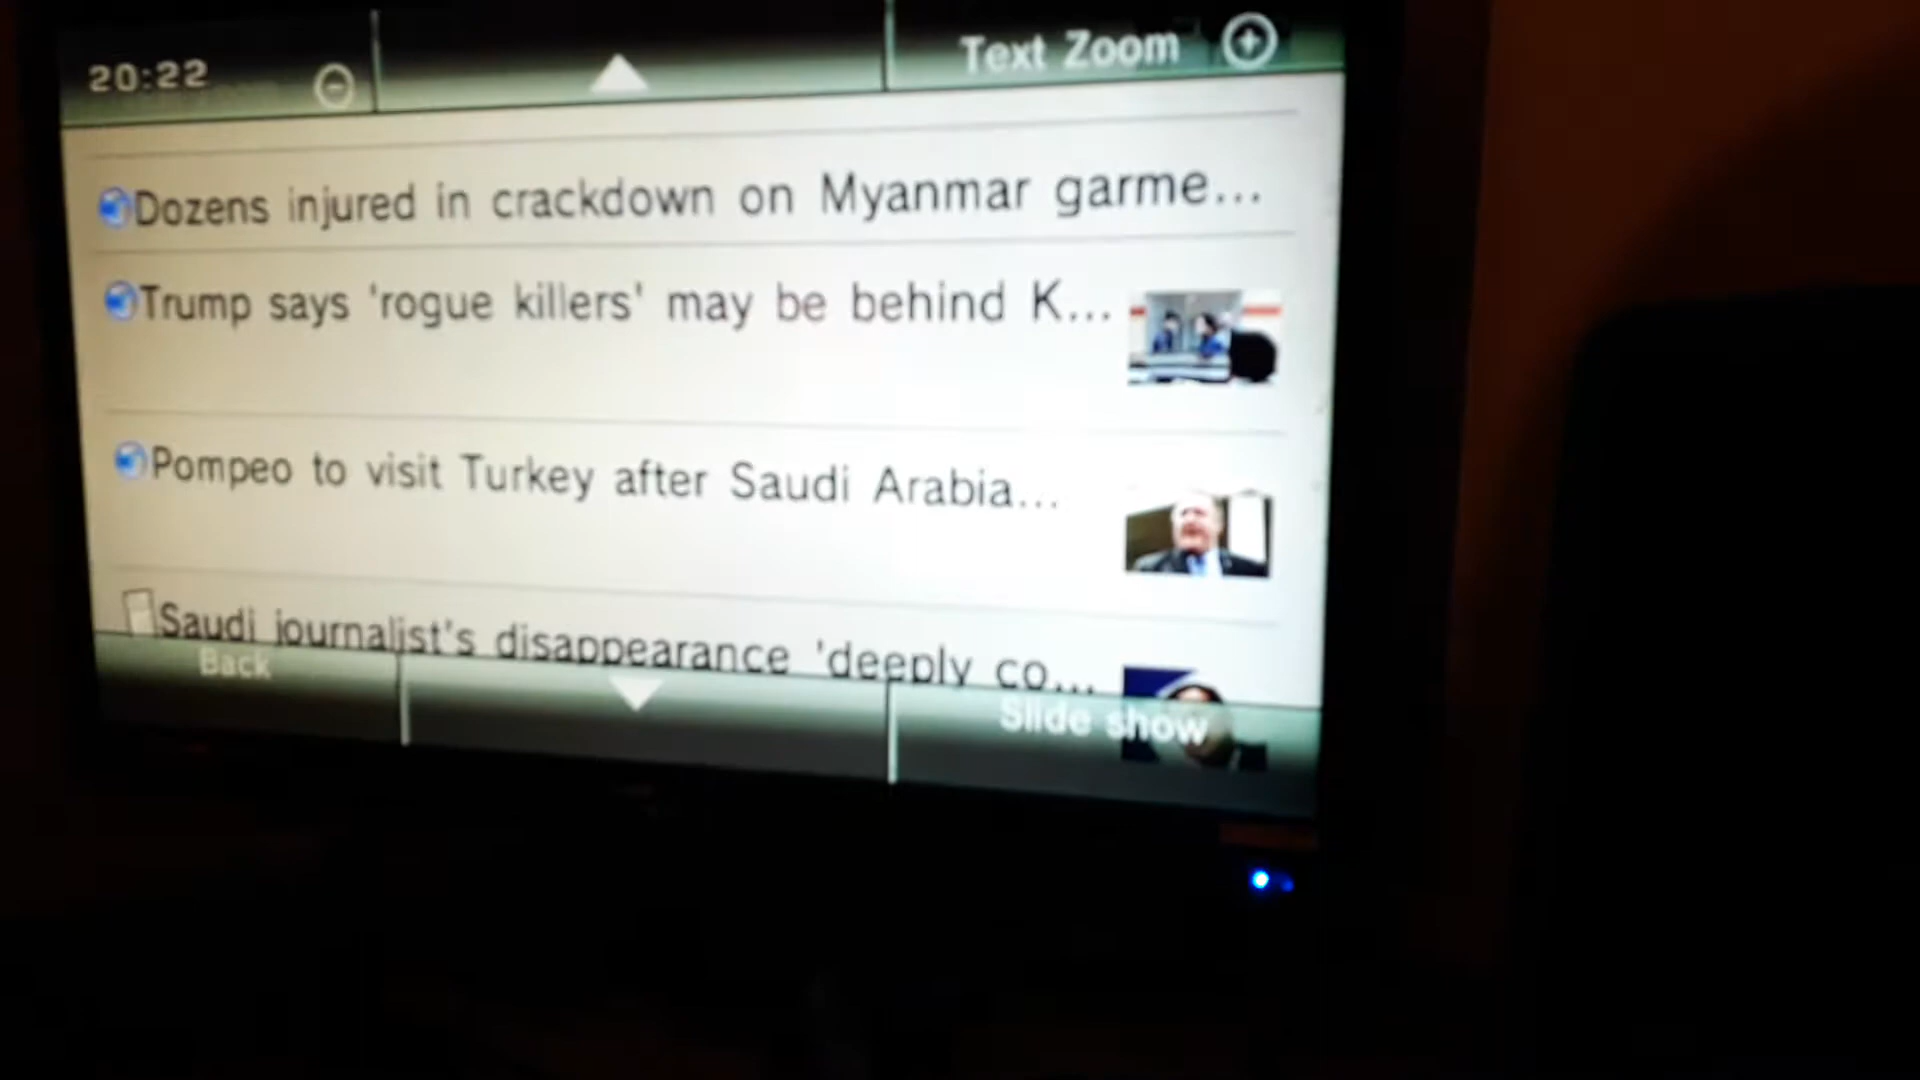 20:22
Text Zoom
Dozens injured in crackdown on Myanmar garme...
Trump says 'rogue killers' may be behind K...
Pompeo to visit Turkey after Saudi Arabia...
Saudi journalist's disappearance 'deeply co...
Back
Slide show